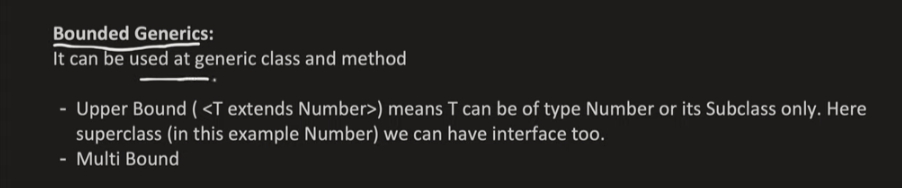 Bounded Generics:
It can be used at generic class and method
- Upper Bound ( <T extends Number>) means T can be of type Number or its Subclass only. Here
superclass (in this example Number) we can have interface too.
- Multi Bound